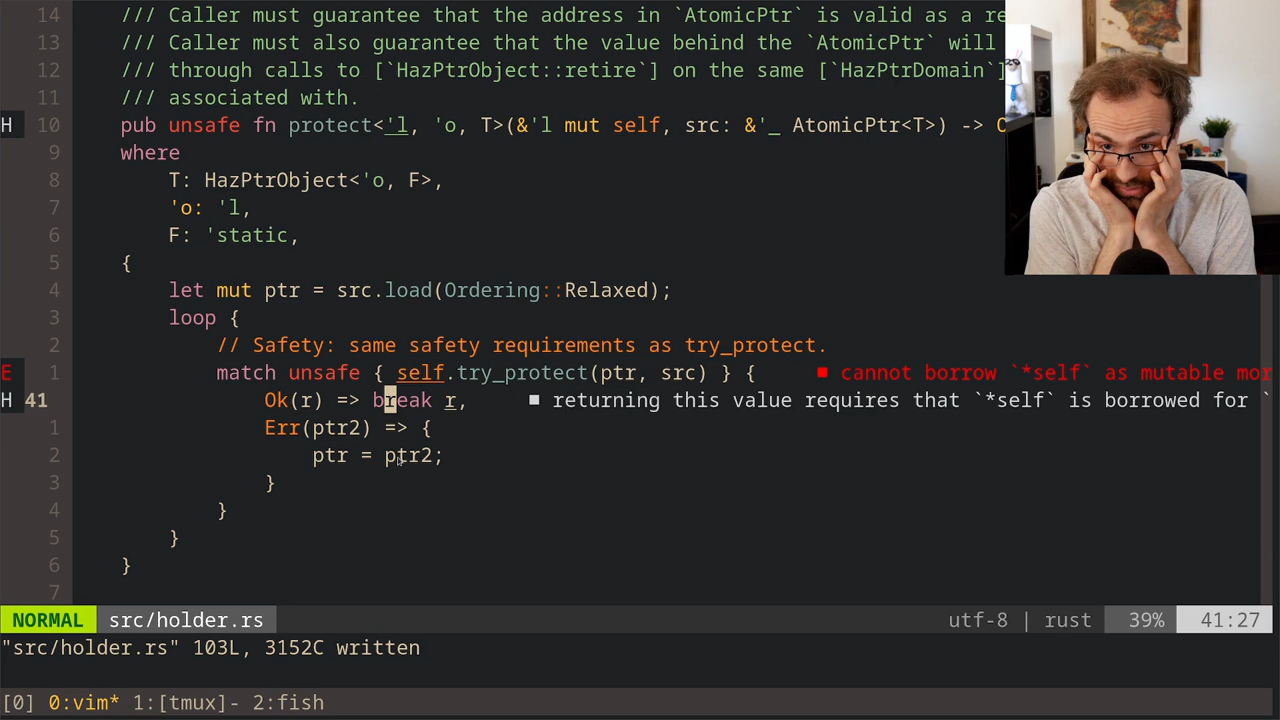 14 /// Caller must guarantee that the address in `AtomicPtr` is valid as a re
13 /// Caller must also guarantee that the value behind the `AtomicPtr` will
12 /// through calls to [`HazPtrObject::retire`] on the same [`HazPtrDomain`]
11 /// associated with.
H 10 pub unsafe fn protect<'l, 'o, T>(&'l mut self, src: &'_ AtomicPtr<T>) -> O
9 where
8 T: HazPtrObject<'o, F>,
7 'o: 'l,
6 F: 'static,
5 {
4 let mut ptr = src.load(Ordering::Relaxed);
3 loop {
2 // Safety: same safety requirements as try_protect.
E 1 match unsafe { self.try_protect(ptr, src) } { ■ cannot borrow `*self` as mutable mor
H 41 Ok(r) => break r, ■ returning this value requires that `*self` is borrowed for `
1 Err(ptr2) => {
2 ptr = ptr2;
3 }
4 }
5 }
6 }
7
NORMAL src/holder.rs utf-8 | rust 39% 41:27
"src/holder.rs" 103L, 3152C written
[0] 0:vim* 1:[tmux]- 2:fish